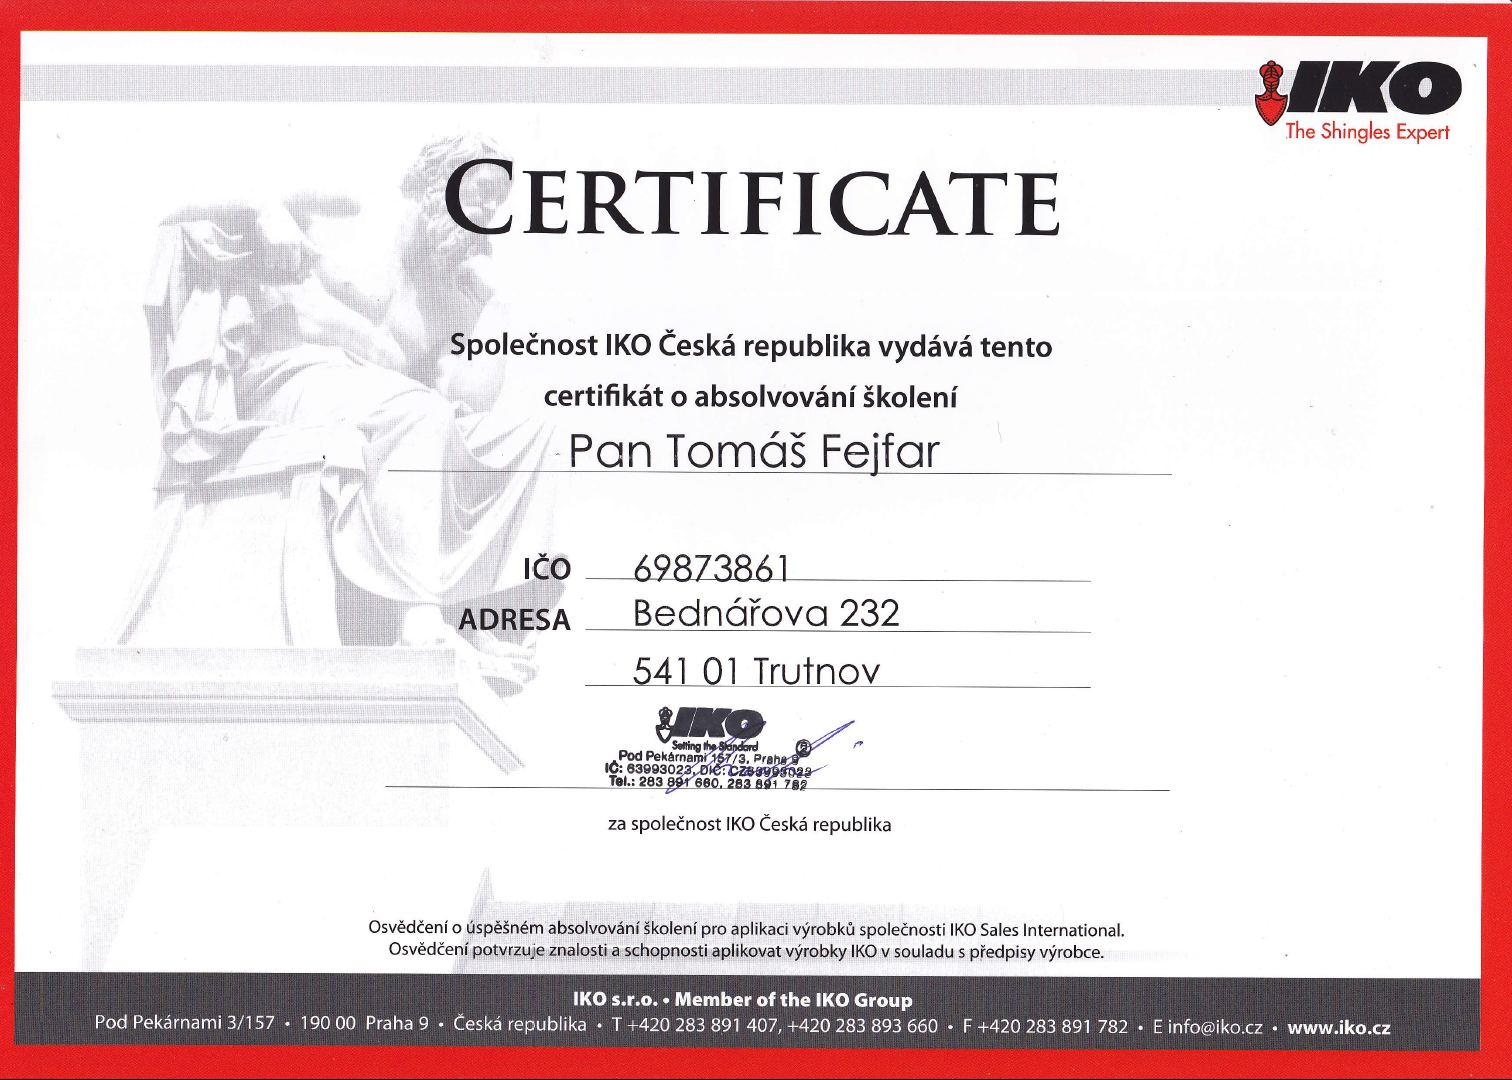 IKO
The Shingles Expert
CERTIFICATE
Společnost IKO Česká republika vydává tento
certifikát o absolvování školení
Pan Tomáš Fejfar
IČO 69873861
ADRESA Bednářova 232
541 01 Trutnov
IKO
Setting the Standard
Pod Pekárnami 157/3, Praha 9
IČ: 63993023, DIČ: CZ63993023
Tel.: 283 891 660, 283 891 782
za společnost IKO Česká republika
Osvědčení o úspěšném absolvování školení pro aplikaci výrobků společnosti IKO Sales International.
Osvědčení potvrzuje znalosti a schopnosti aplikovat výrobky IKO v souladu s předpisy výrobce.
IKO s.r.o. • Member of the IKO Group
Pod Pekárnami 3/157 • 190 00 Praha 9 • Česká republika • T +420 283 891 407, +420 283 893 660 • F +420 283 891 782 • E info@iko.cz • www.iko.cz